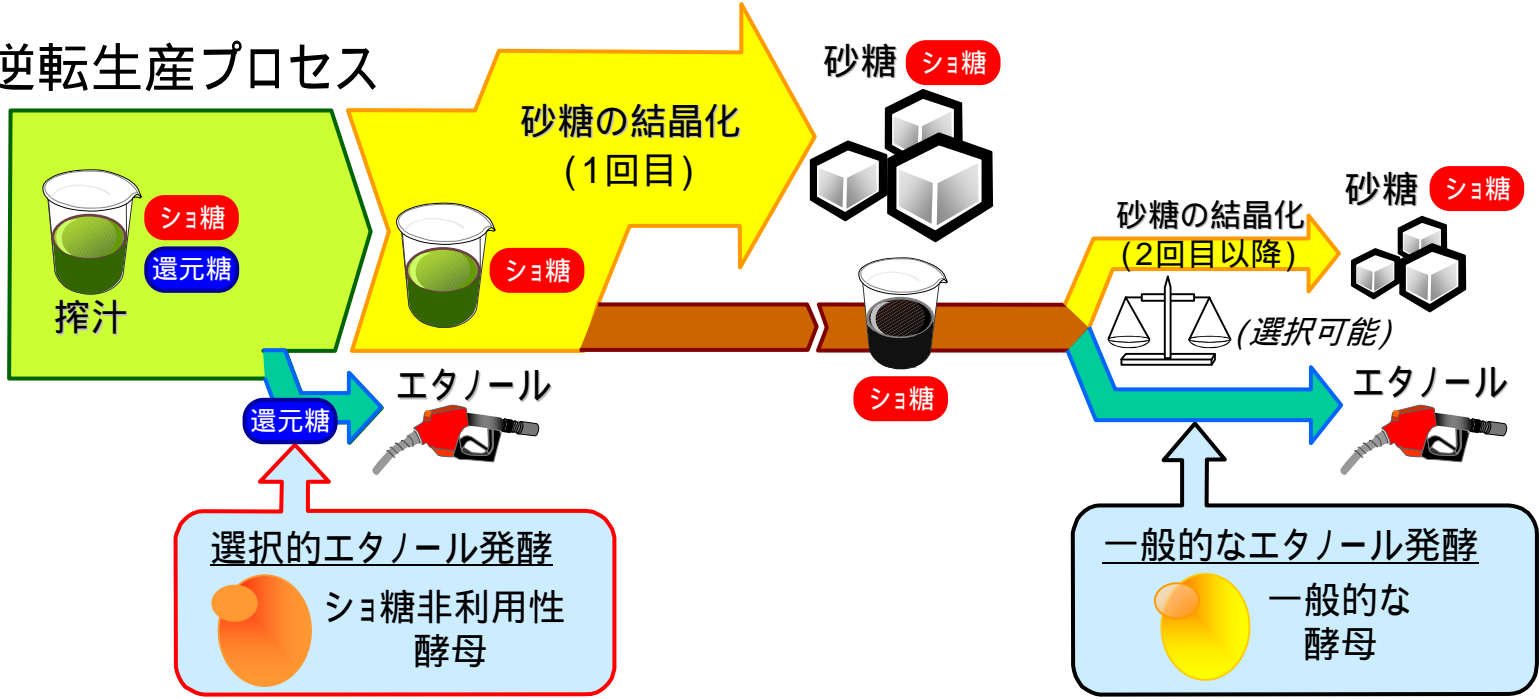 逆転生産プロセス
砂糖 ショ糖
砂糖の結晶化
(1回目)
ショ糖
還元糖
搾汁
ショ糖
砂糖 ショ糖
砂糖の結晶化
(2回目以降)
(選択可能)
ショ糖
エタノール
還元糖
エタノール
選択的エタノール発酵
ショ糖非利用性
酵母
一般的なエタノール発酵
一般的な
酵母